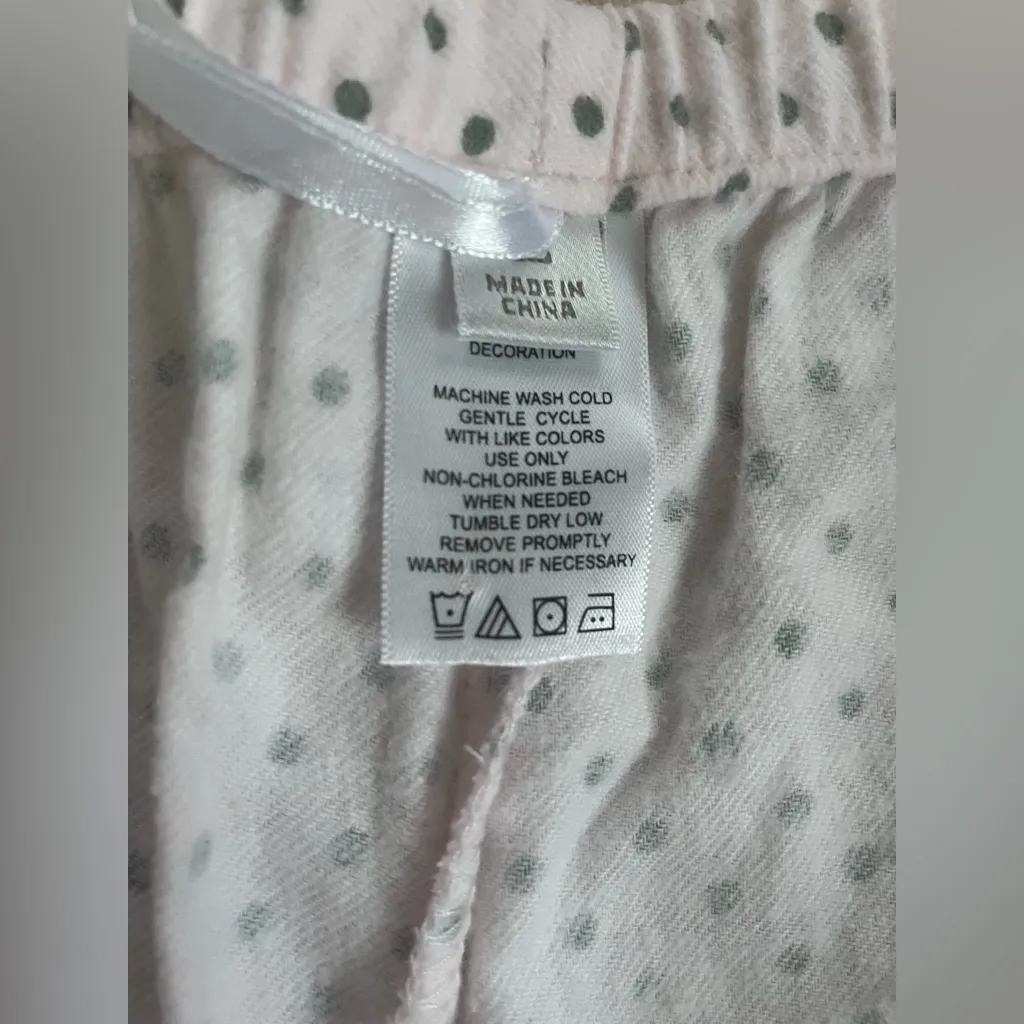 MADE IN
CHINA
DECORATION
MACHINE WASH COLD
GENTLE CYCLE
WITH LIKE COLORS
USE ONLY
NON-CHLORINE BLEACH
WHEN NEEDED
TUMBLE DRY LOW
REMOVE PROMPTLY
WARM IRON IF NECESSARY